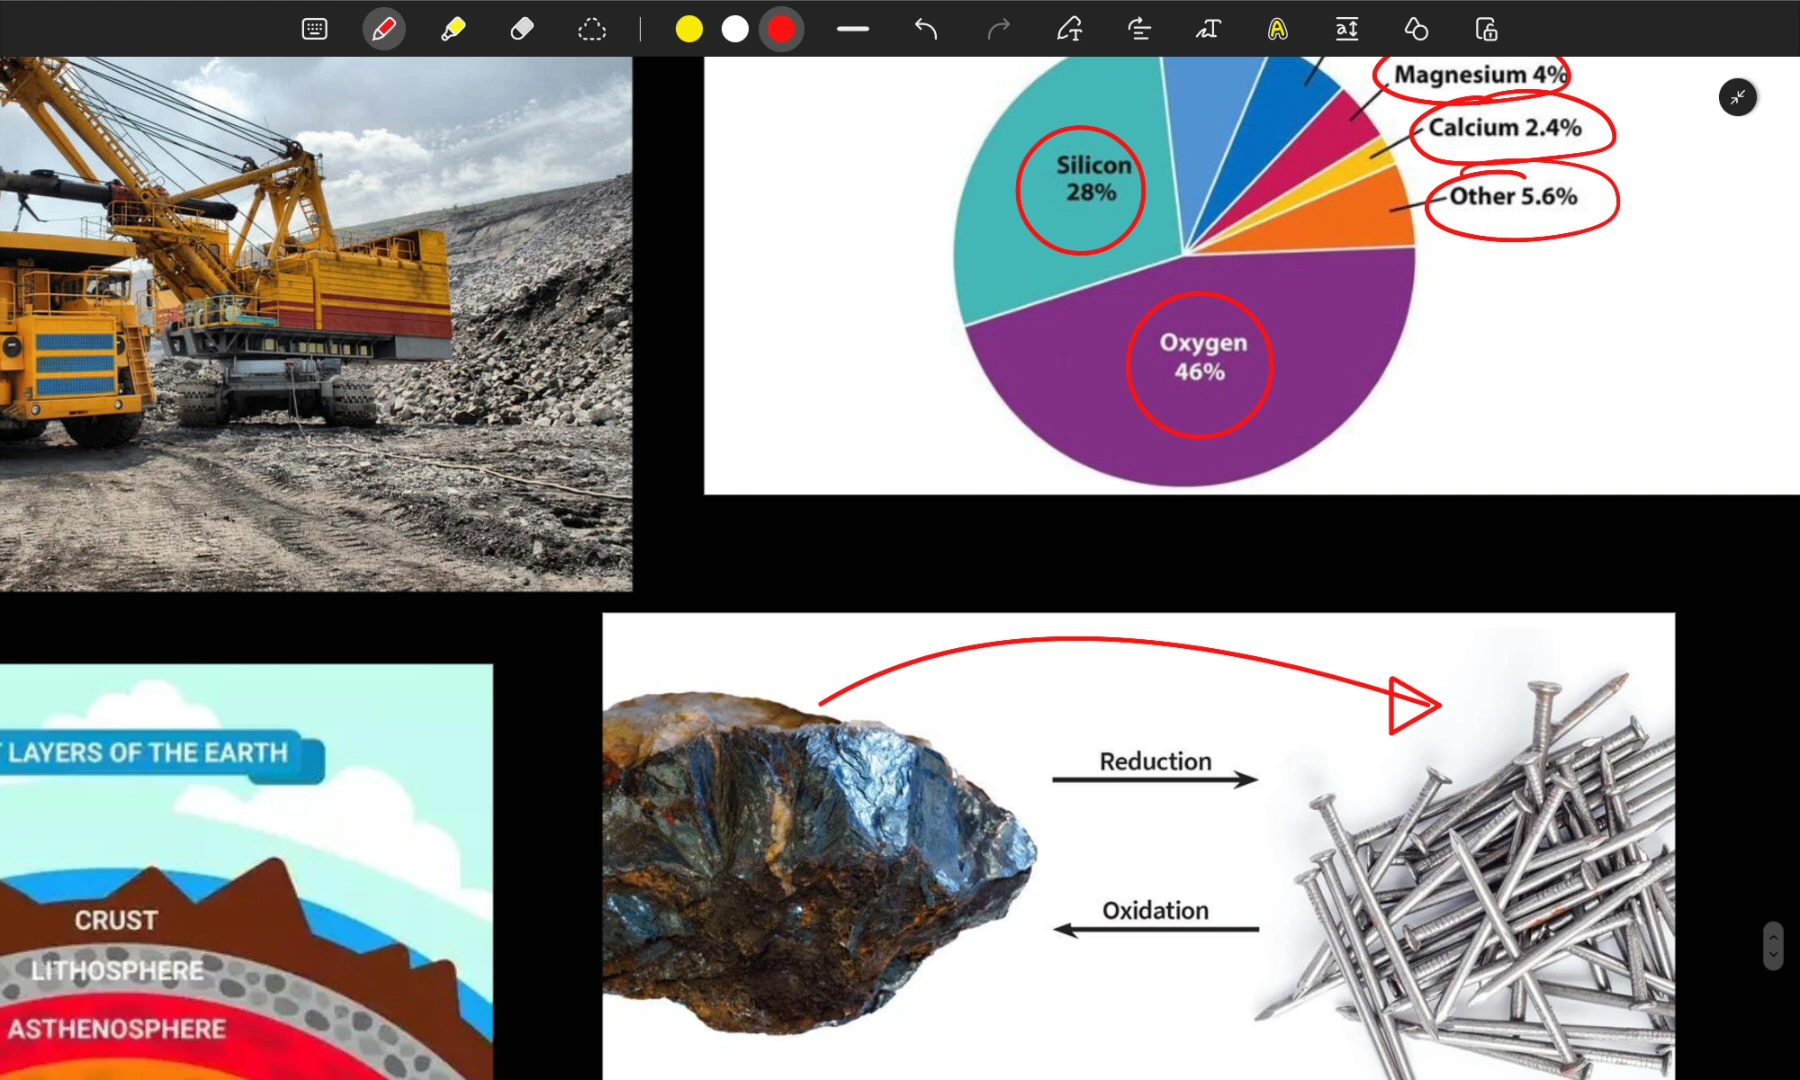 Magnesium 4%
Calcium 2.4%
Other 5.6%
Silicon
28%
Oxygen
46%
LAYERS OF THE EARTH
CRUST
LITHOSPHERE
ASTHENOSPHERE
Reduction
Oxidation